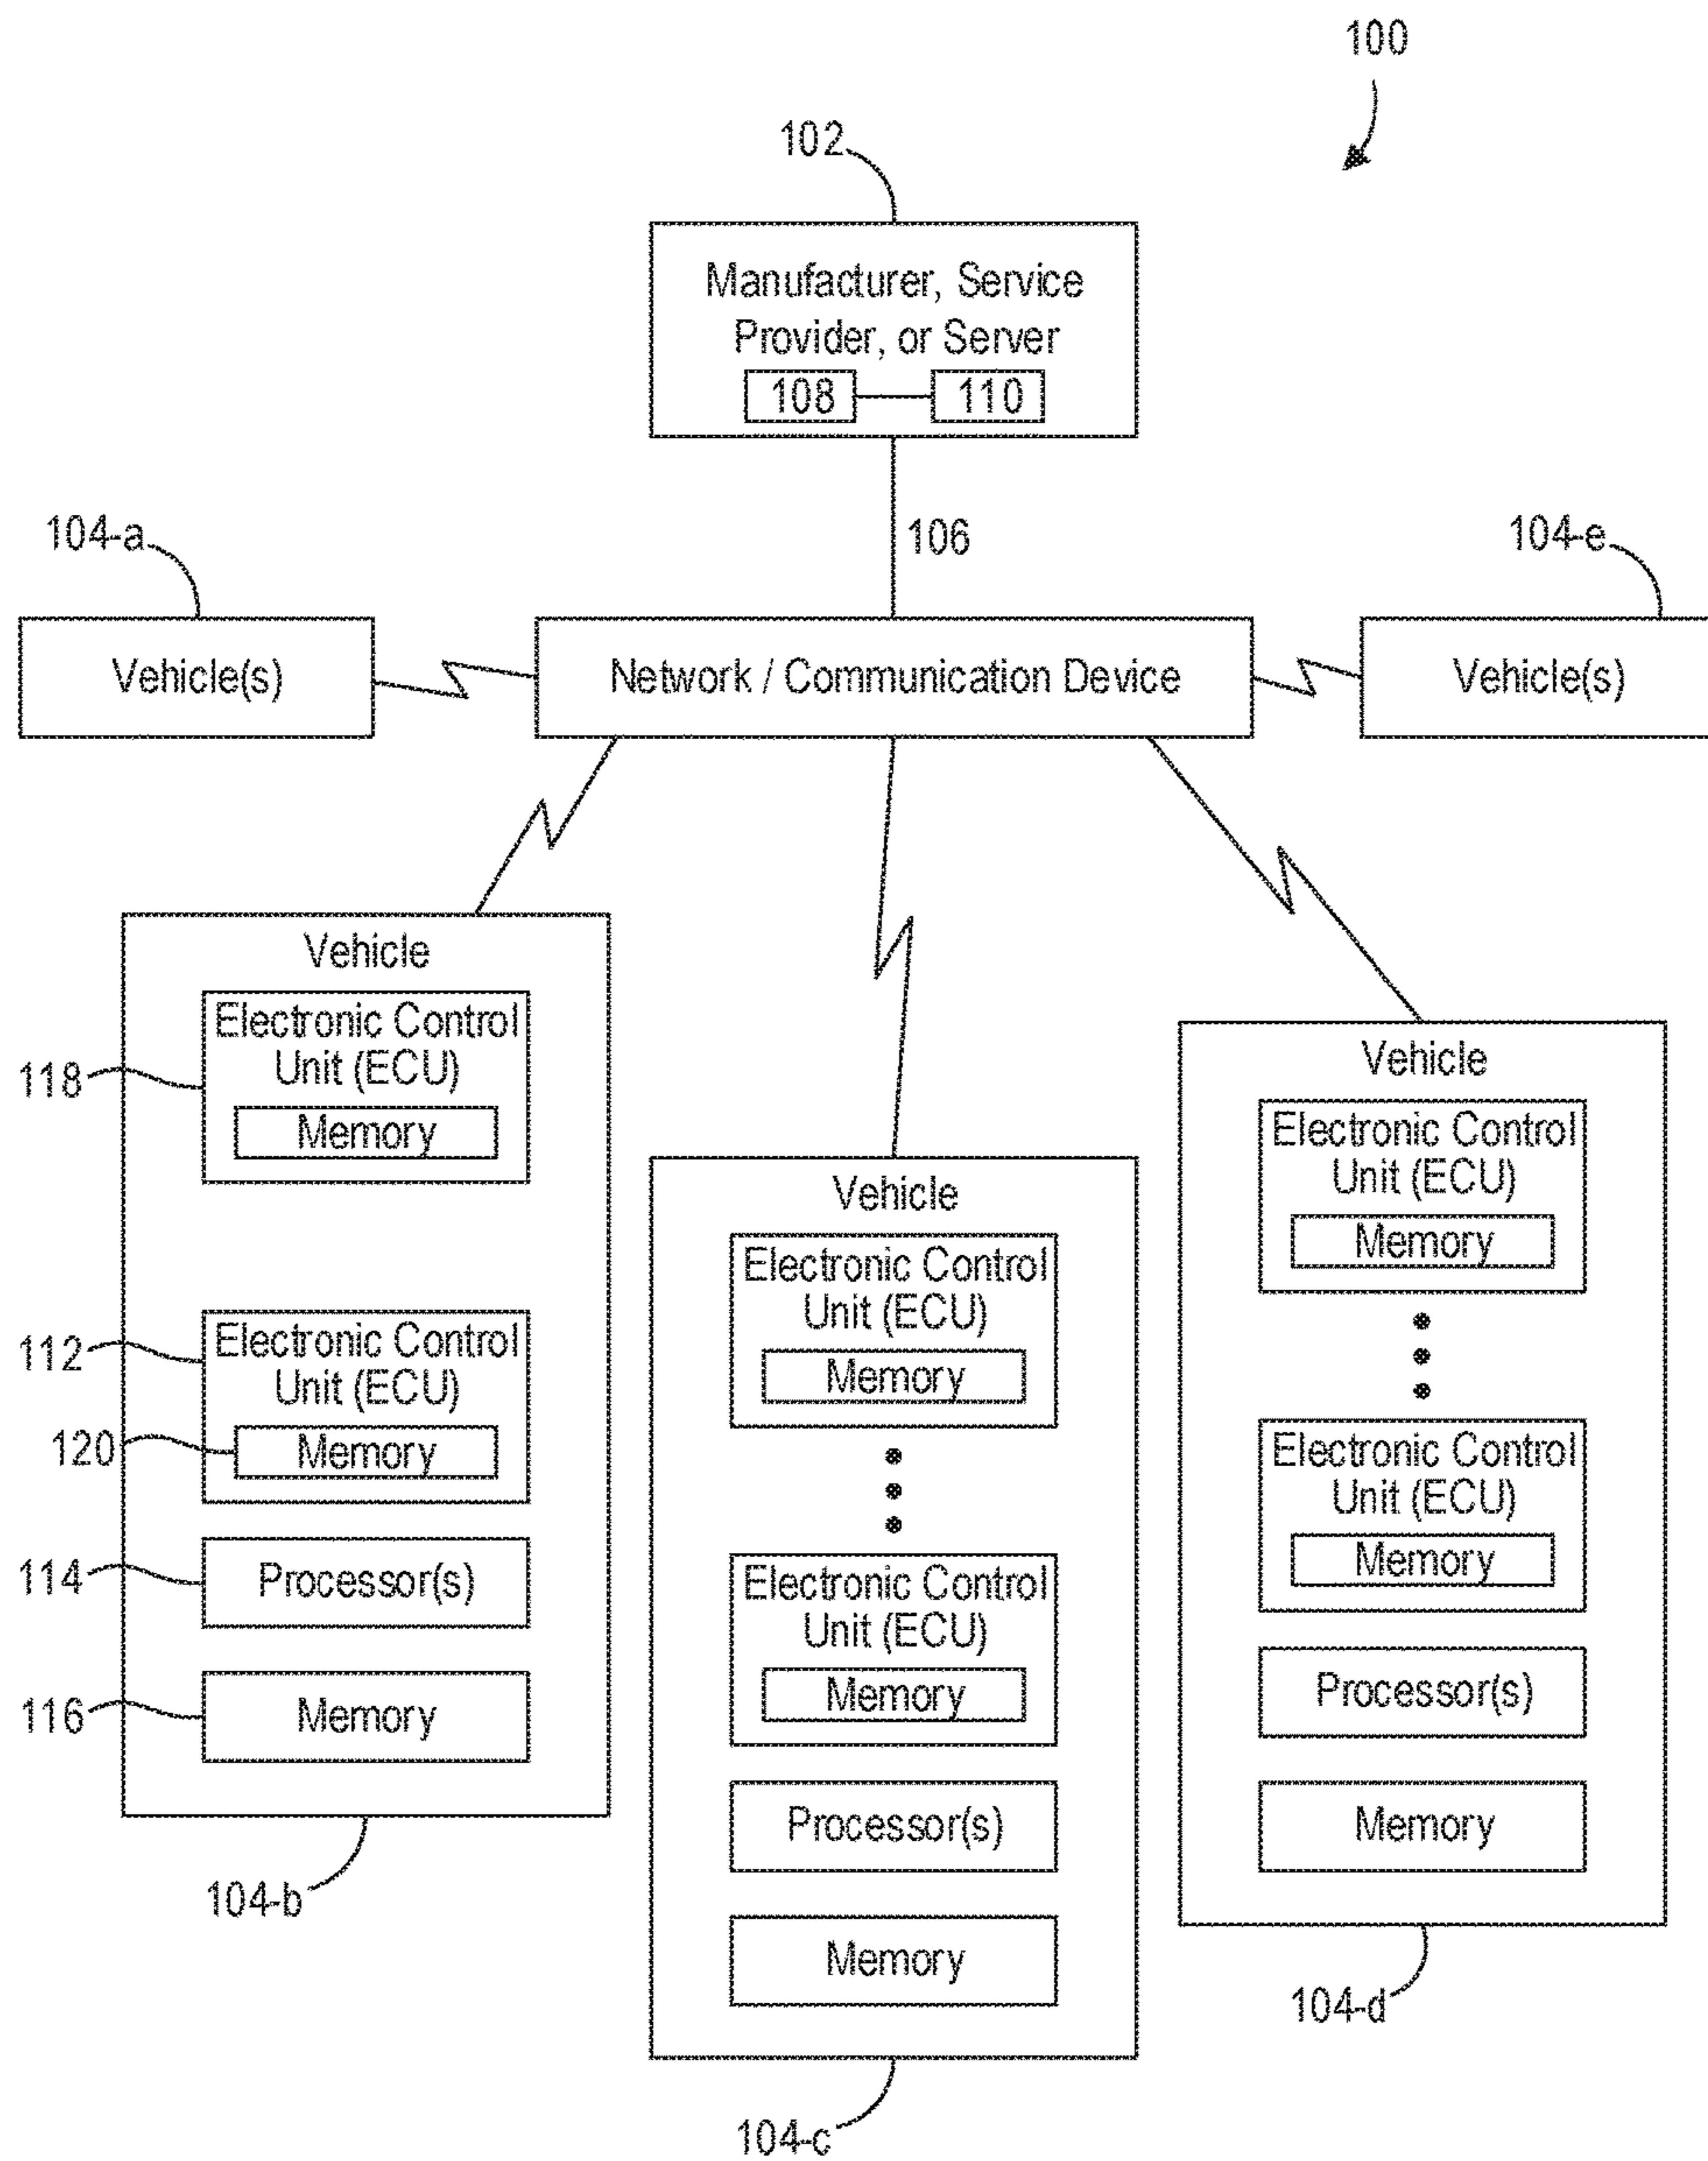 100
102
Manufacturer, Service
Provider, or Server
108
110
106
104-a
104-e
Vehicle(s)
Network / Communication Device
Vehicle(s)
Vehicle
Electronic Control
Unit (ECU)
Memory
118
Electronic Control
Unit (ECU)
Memory
112
120
Processor(s)
114
Memory
116
104-b
Vehicle
Electronic Control
Unit (ECU)
Memory
Electronic Control
Unit (ECU)
Memory
Processor(s)
Memory
104-c
Vehicle
Electronic Control
Unit (ECU)
Memory
Electronic Control
Unit (ECU)
Memory
Processor(s)
Memory
104-d